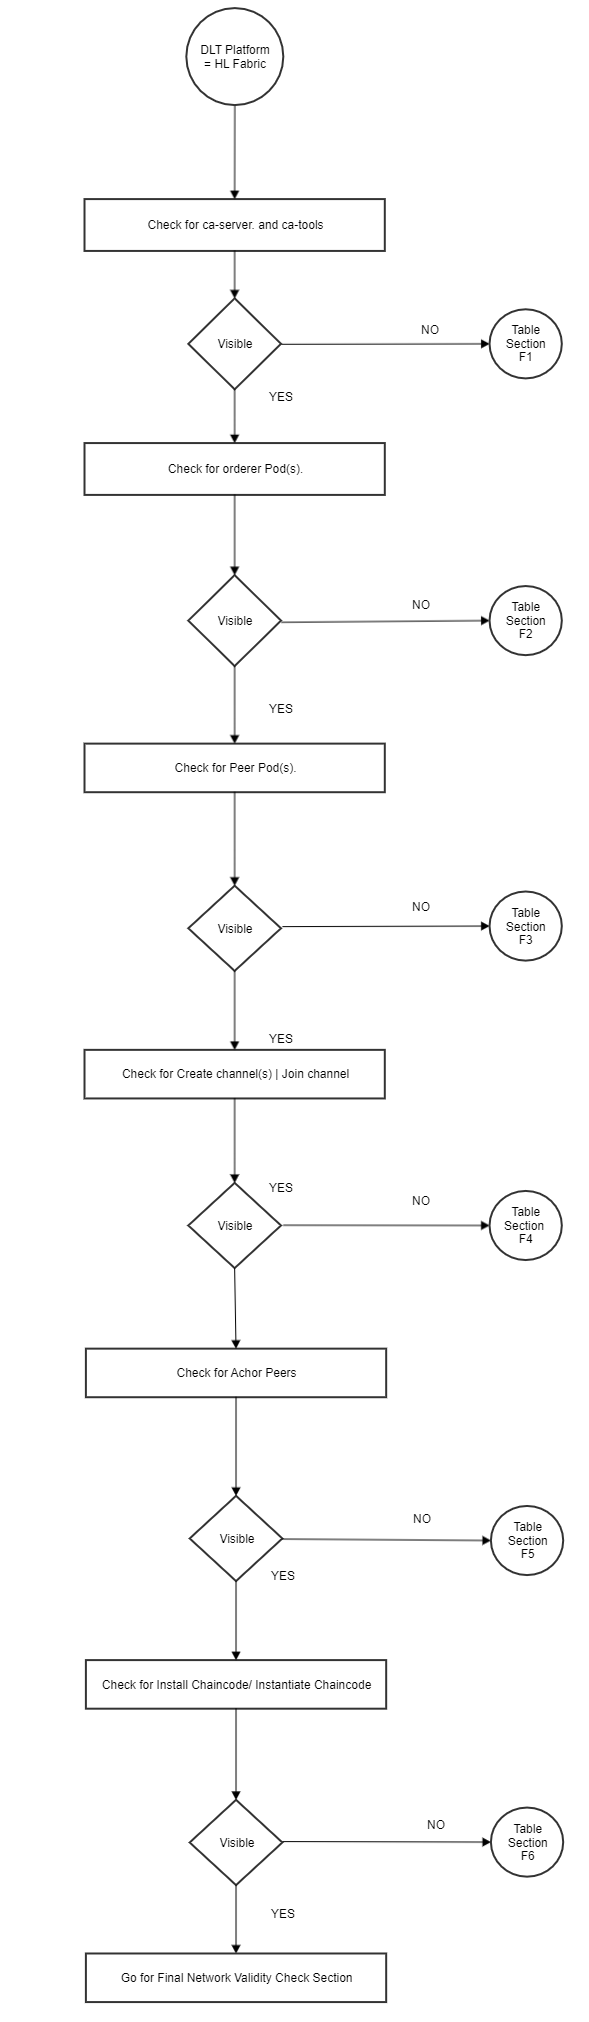 DLT Platform
= HL Fabric
Check for ca-server. and ca-tools
Visible
NO
Table
Section
F1
YES
Check for orderer Pod(s).
Visible
NO
Table
Section
F2
YES
Check for Peer Pod(s).
Visible
NO
Table
Section
F3
YES
Check for Create channel(s) | Join channel
YES
Visible
NO
Table
Section
F4
Check for Achor Peers
Visible
NO
Table
Section
F5
YES
Check for Install Chaincode/ Instantiate Chaincode
Visible
NO
Table
Section
F6
YES
Go for Final Network Validity Check Section